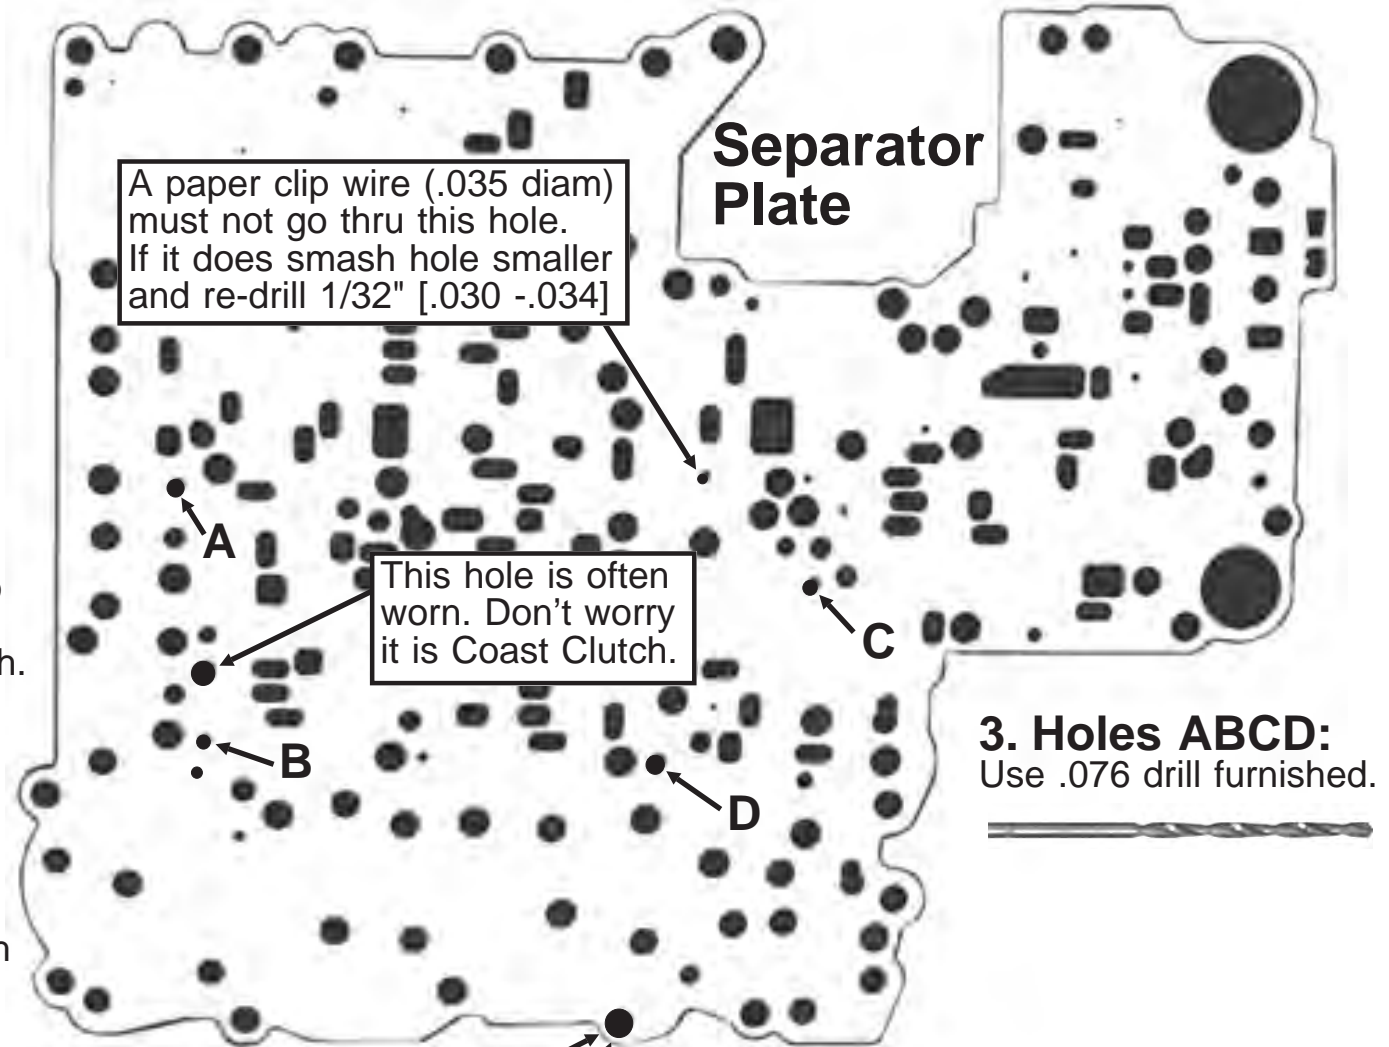 Separator
Plate
A paper clip wire (.035 diam)
must not go thru this hole.
If it does smash hole smaller
and re-drill 1/32" [.030 -.034]
A
This hole is often
worn. Don't worry
it is Coast Clutch.
C
h.
B
D
3. Holes ABCD:
Use .076 drill furnished.
n